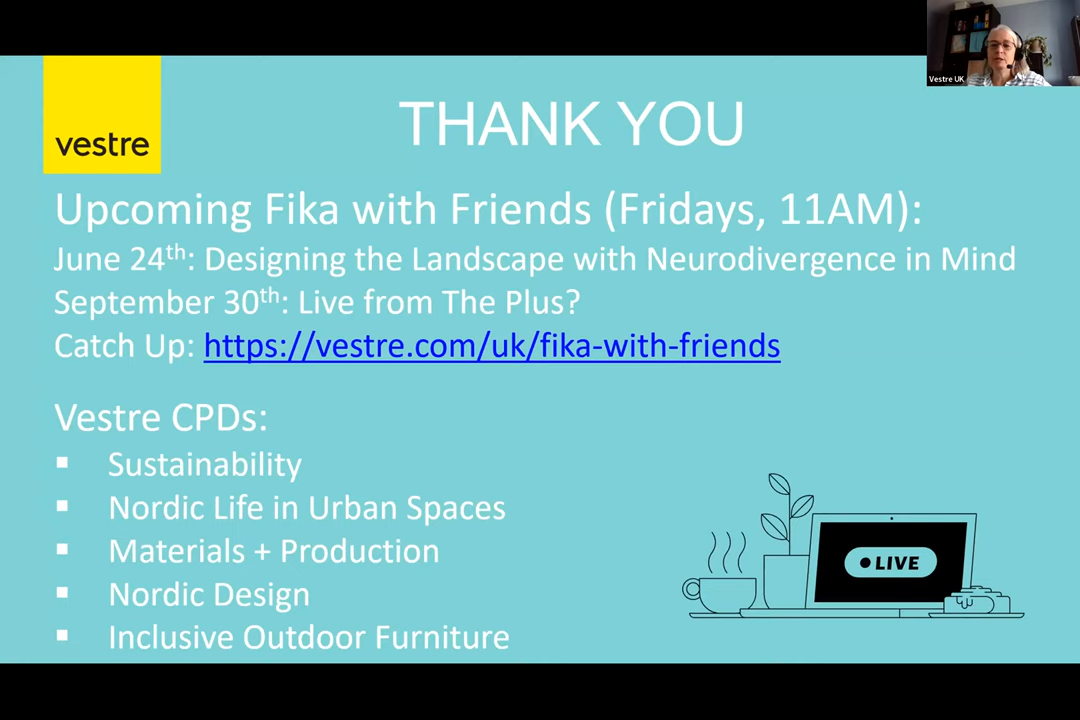 Vestre UK
vestre
THANK YOU
Upcoming Fika with Friends (Fridays, 11AM):
June 24th: Designing the Landscape with Neurodivergence in Mind
September 30th: Live from The Plus?
Catch Up: https://vestre.com/uk/fika-with-friends
Vestre CPDs:
▪ Sustainability
▪ Nordic Life in Urban Spaces
▪ Materials + Production
▪ Nordic Design
▪ Inclusive Outdoor Furniture
LIVE